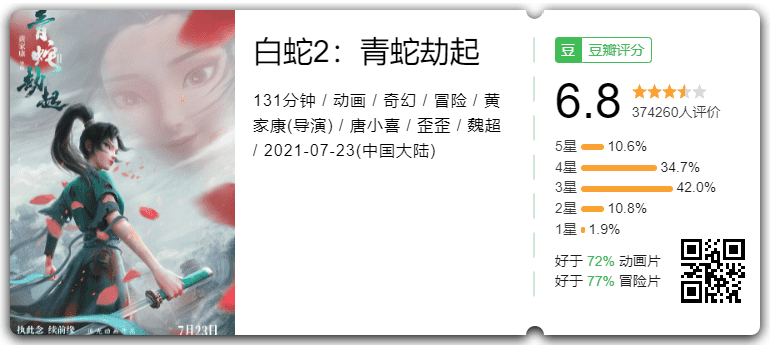 青蛇
II
劫起
黄家康
作品
执此念 续前缘
7月23日
白蛇2：青蛇劫起
131分钟 / 动画 / 奇幻 / 冒险 / 黄
家康(导演) / 唐小喜 / 歪歪 / 魏超
/ 2021-07-23(中国大陆)
豆 豆瓣评分
6.8
374260人评价
5星 10.6%
4星 34.7%
3星 42.0%
2星 10.8%
1星 1.9%
好于 72% 动画片
好于 77% 冒险片